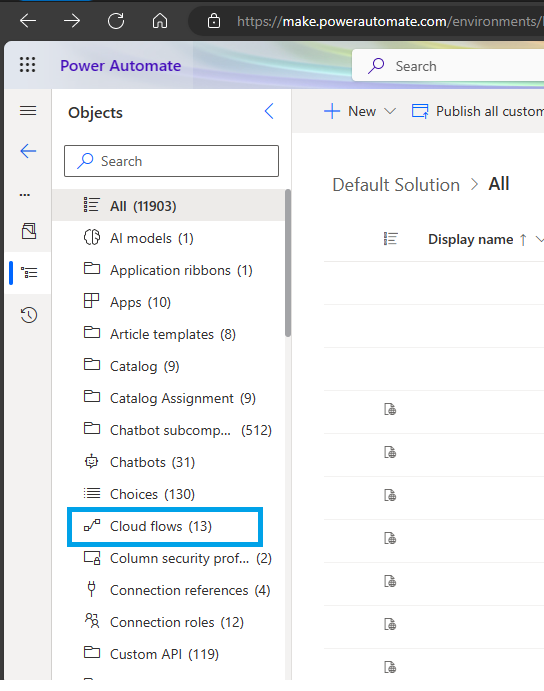 https://make.powerautomate.com/environments/
Power Automate
Search
Objects
New
Publish all custom
Search
Default Solution > All
All (11903)
Display name ↑
AI models (1)
Application ribbons (1)
Apps (10)
Article templates (8)
Catalog (9)
Catalog Assignment (9)
Chatbot subcomp... (512)
Chatbots (31)
Choices (130)
Cloud flows (13)
Column security prof... (2)
Connection references (4)
Connection roles (12)
Custom API (119)